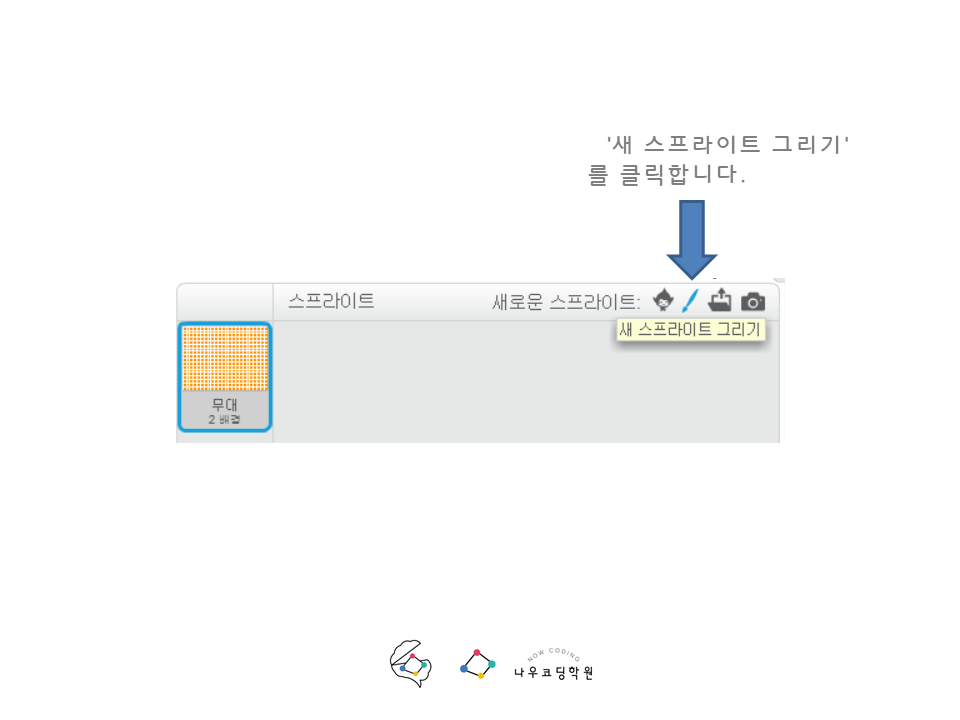 '새 스프라이트 그리기'
를 클릭합니다.
스프라이트 새로운 스프라이트:
새 스프라이트 그리기
무대
2 배경
NOW CODING
나우코딩학원